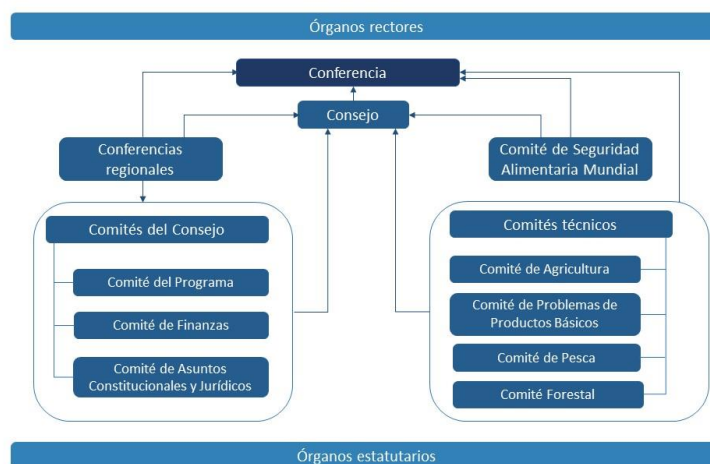 Órganos rectores
Conferencia
Consejo
Conferencias
regionales
Comité de Seguridad
Alimentaria Mundial
Comités del Consejo
Comité del Programa
Comité de Finanzas
Comité de Asuntos
Constitucionales y Jurídicos
Comités técnicos
Comité de Agricultura
Comité de Problemas de
Productos Básicos
Comité de Pesca
Comité Forestal
Órganos estatutarios